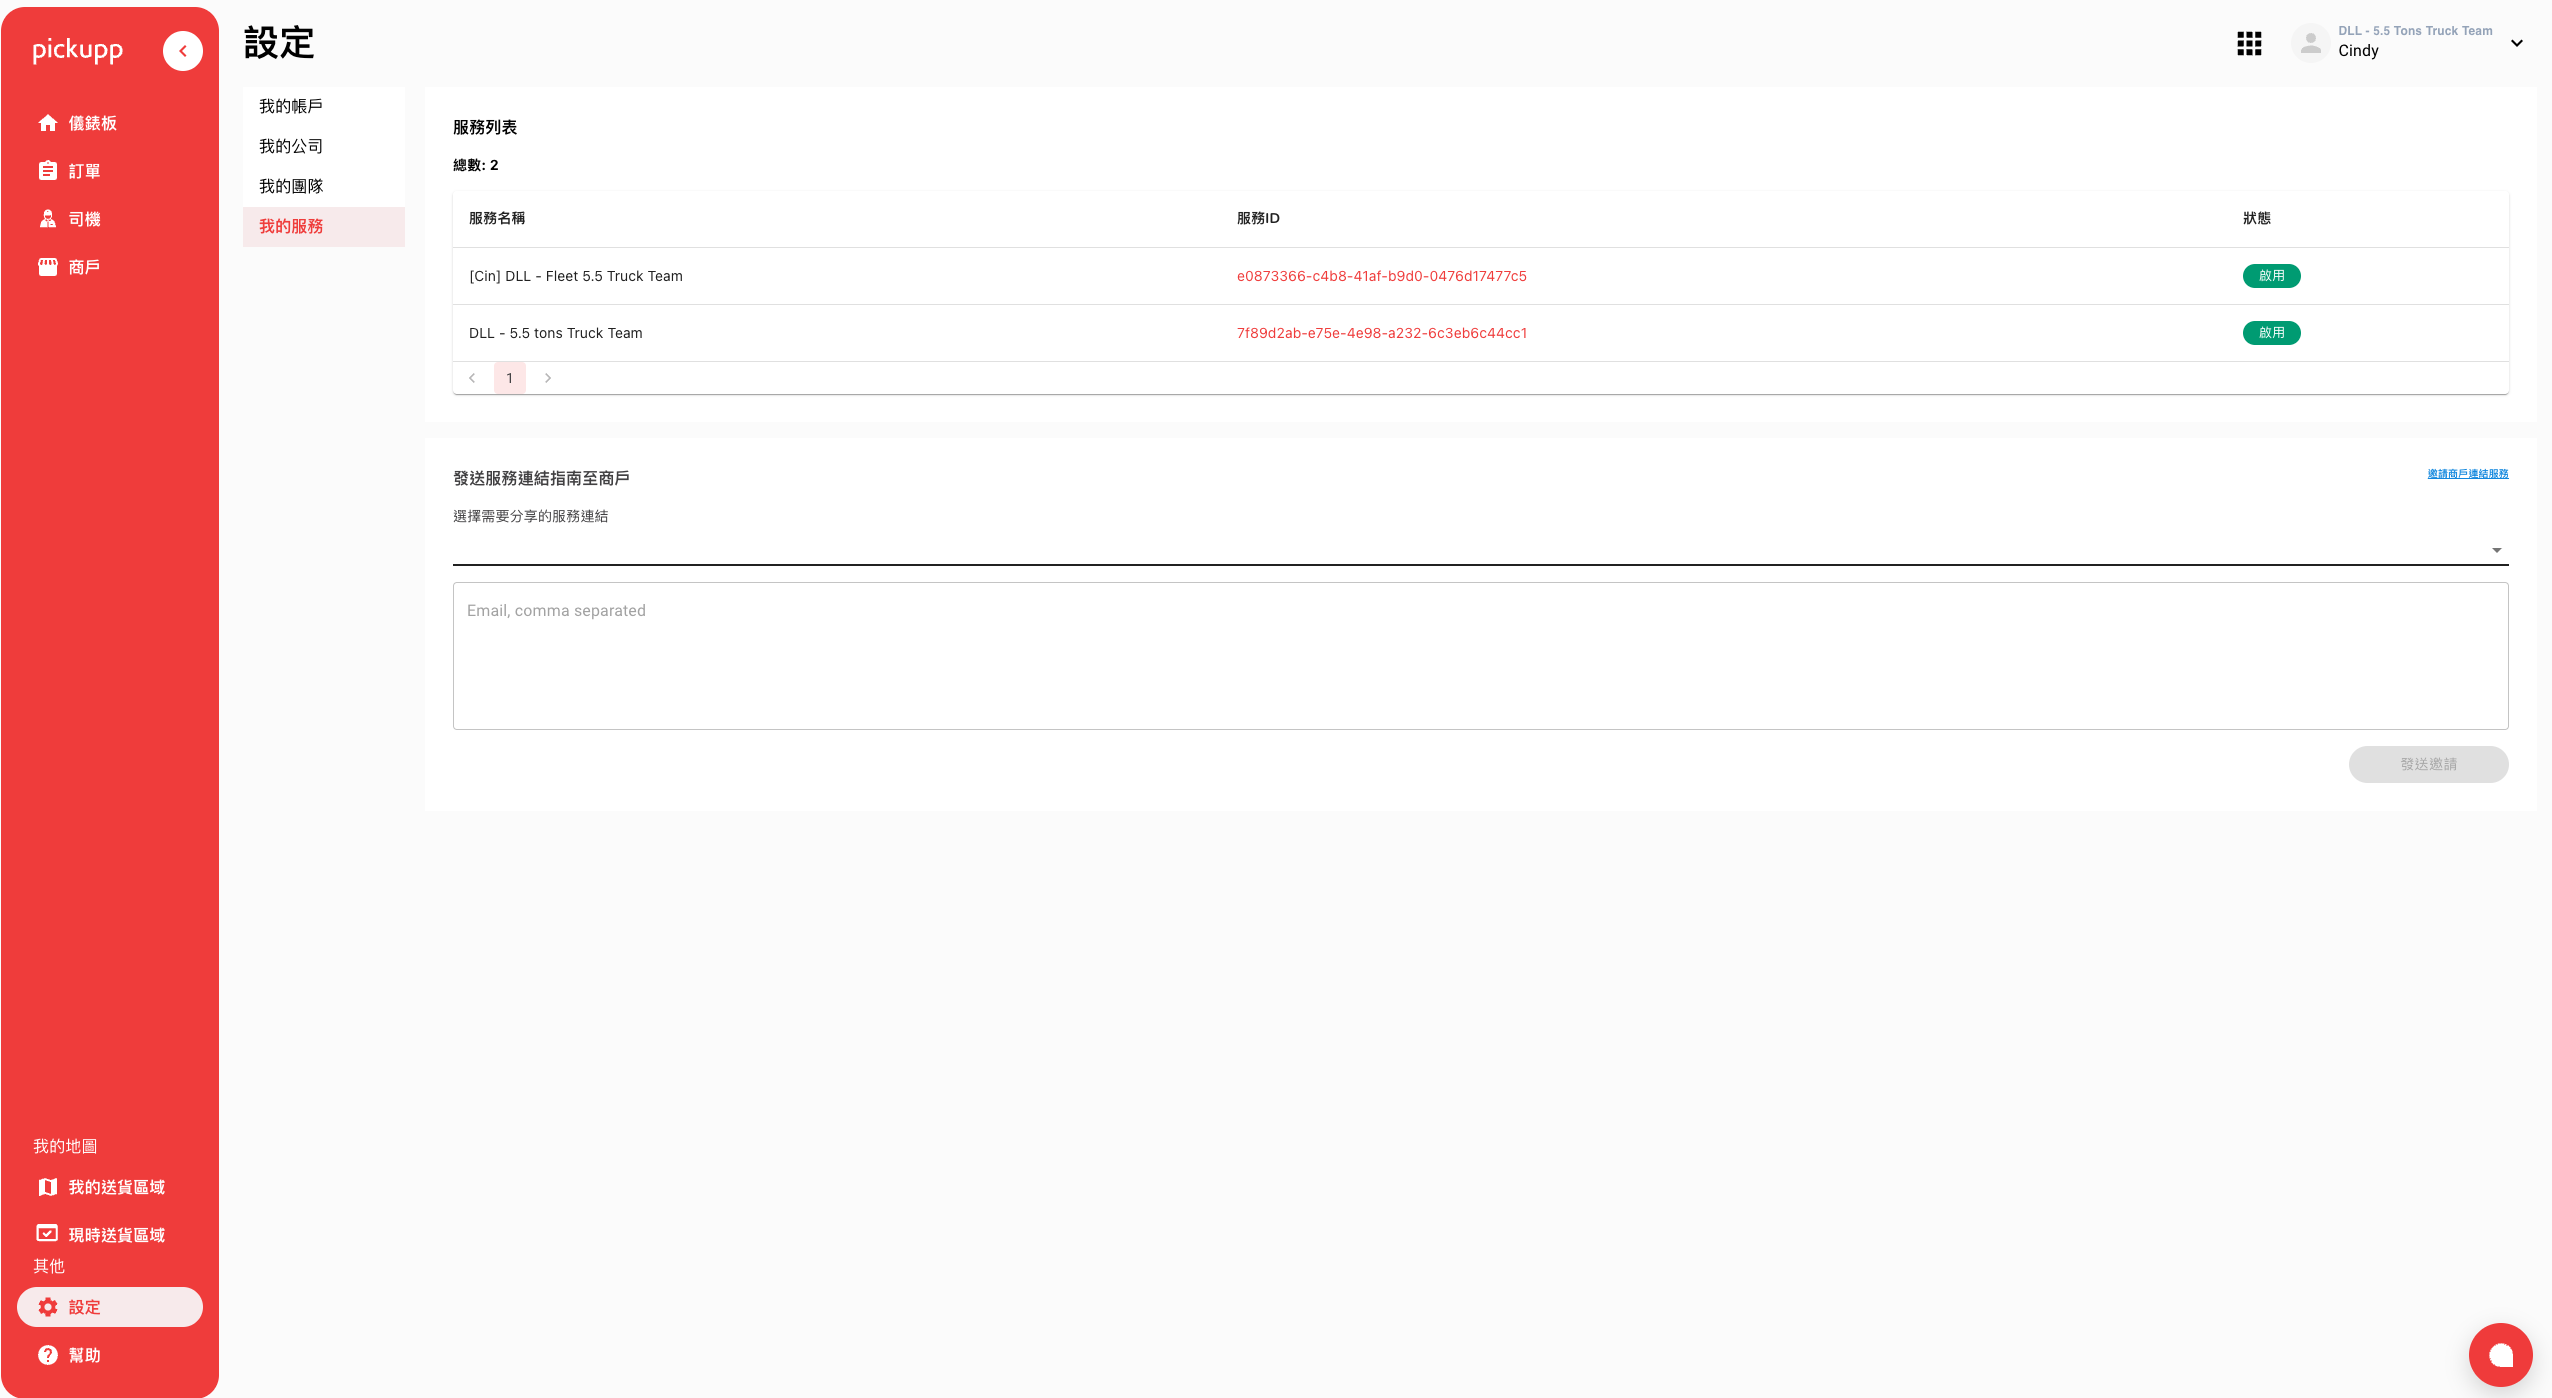 pickupp
儀錶板
訂單
司機
商戶
我的地圖
我的送貨區域
現時送貨區域
其他
設定
幫助
設定
DLL - 5.5 Tons Truck Team
Cindy
我的帳戶
我的公司
我的團隊
我的服務
服務列表
總數: 2
服務名稱 服務ID 狀態
[Cin] DLL - Fleet 5.5 Truck Team e0873366-c4b8-41af-b9d0-0476d17477c5 啟用
DLL - 5.5 tons Truck Team 7f89d2ab-e75e-4e98-a232-6c3eb6c44cc1 啟用
1
發送服務連結指南至商戶
邀請商戶連結服務
選擇需要分享的服務連結
Email, comma separated
發送邀請